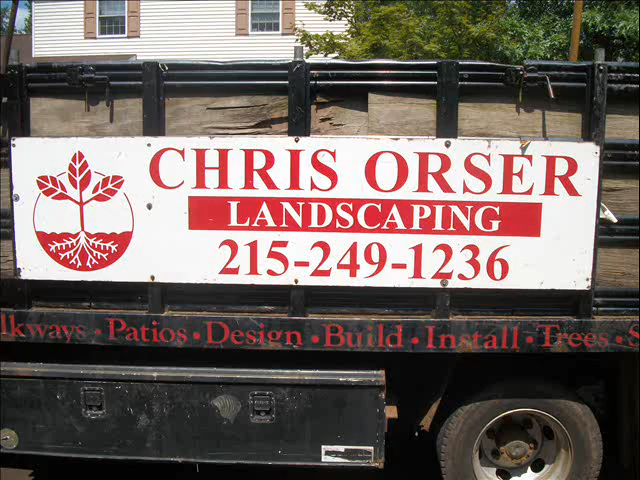 CHRIS ORSER
LANDSCAPING
215-249-1236
lkways • Patios • Design • Build • Install • Trees • S